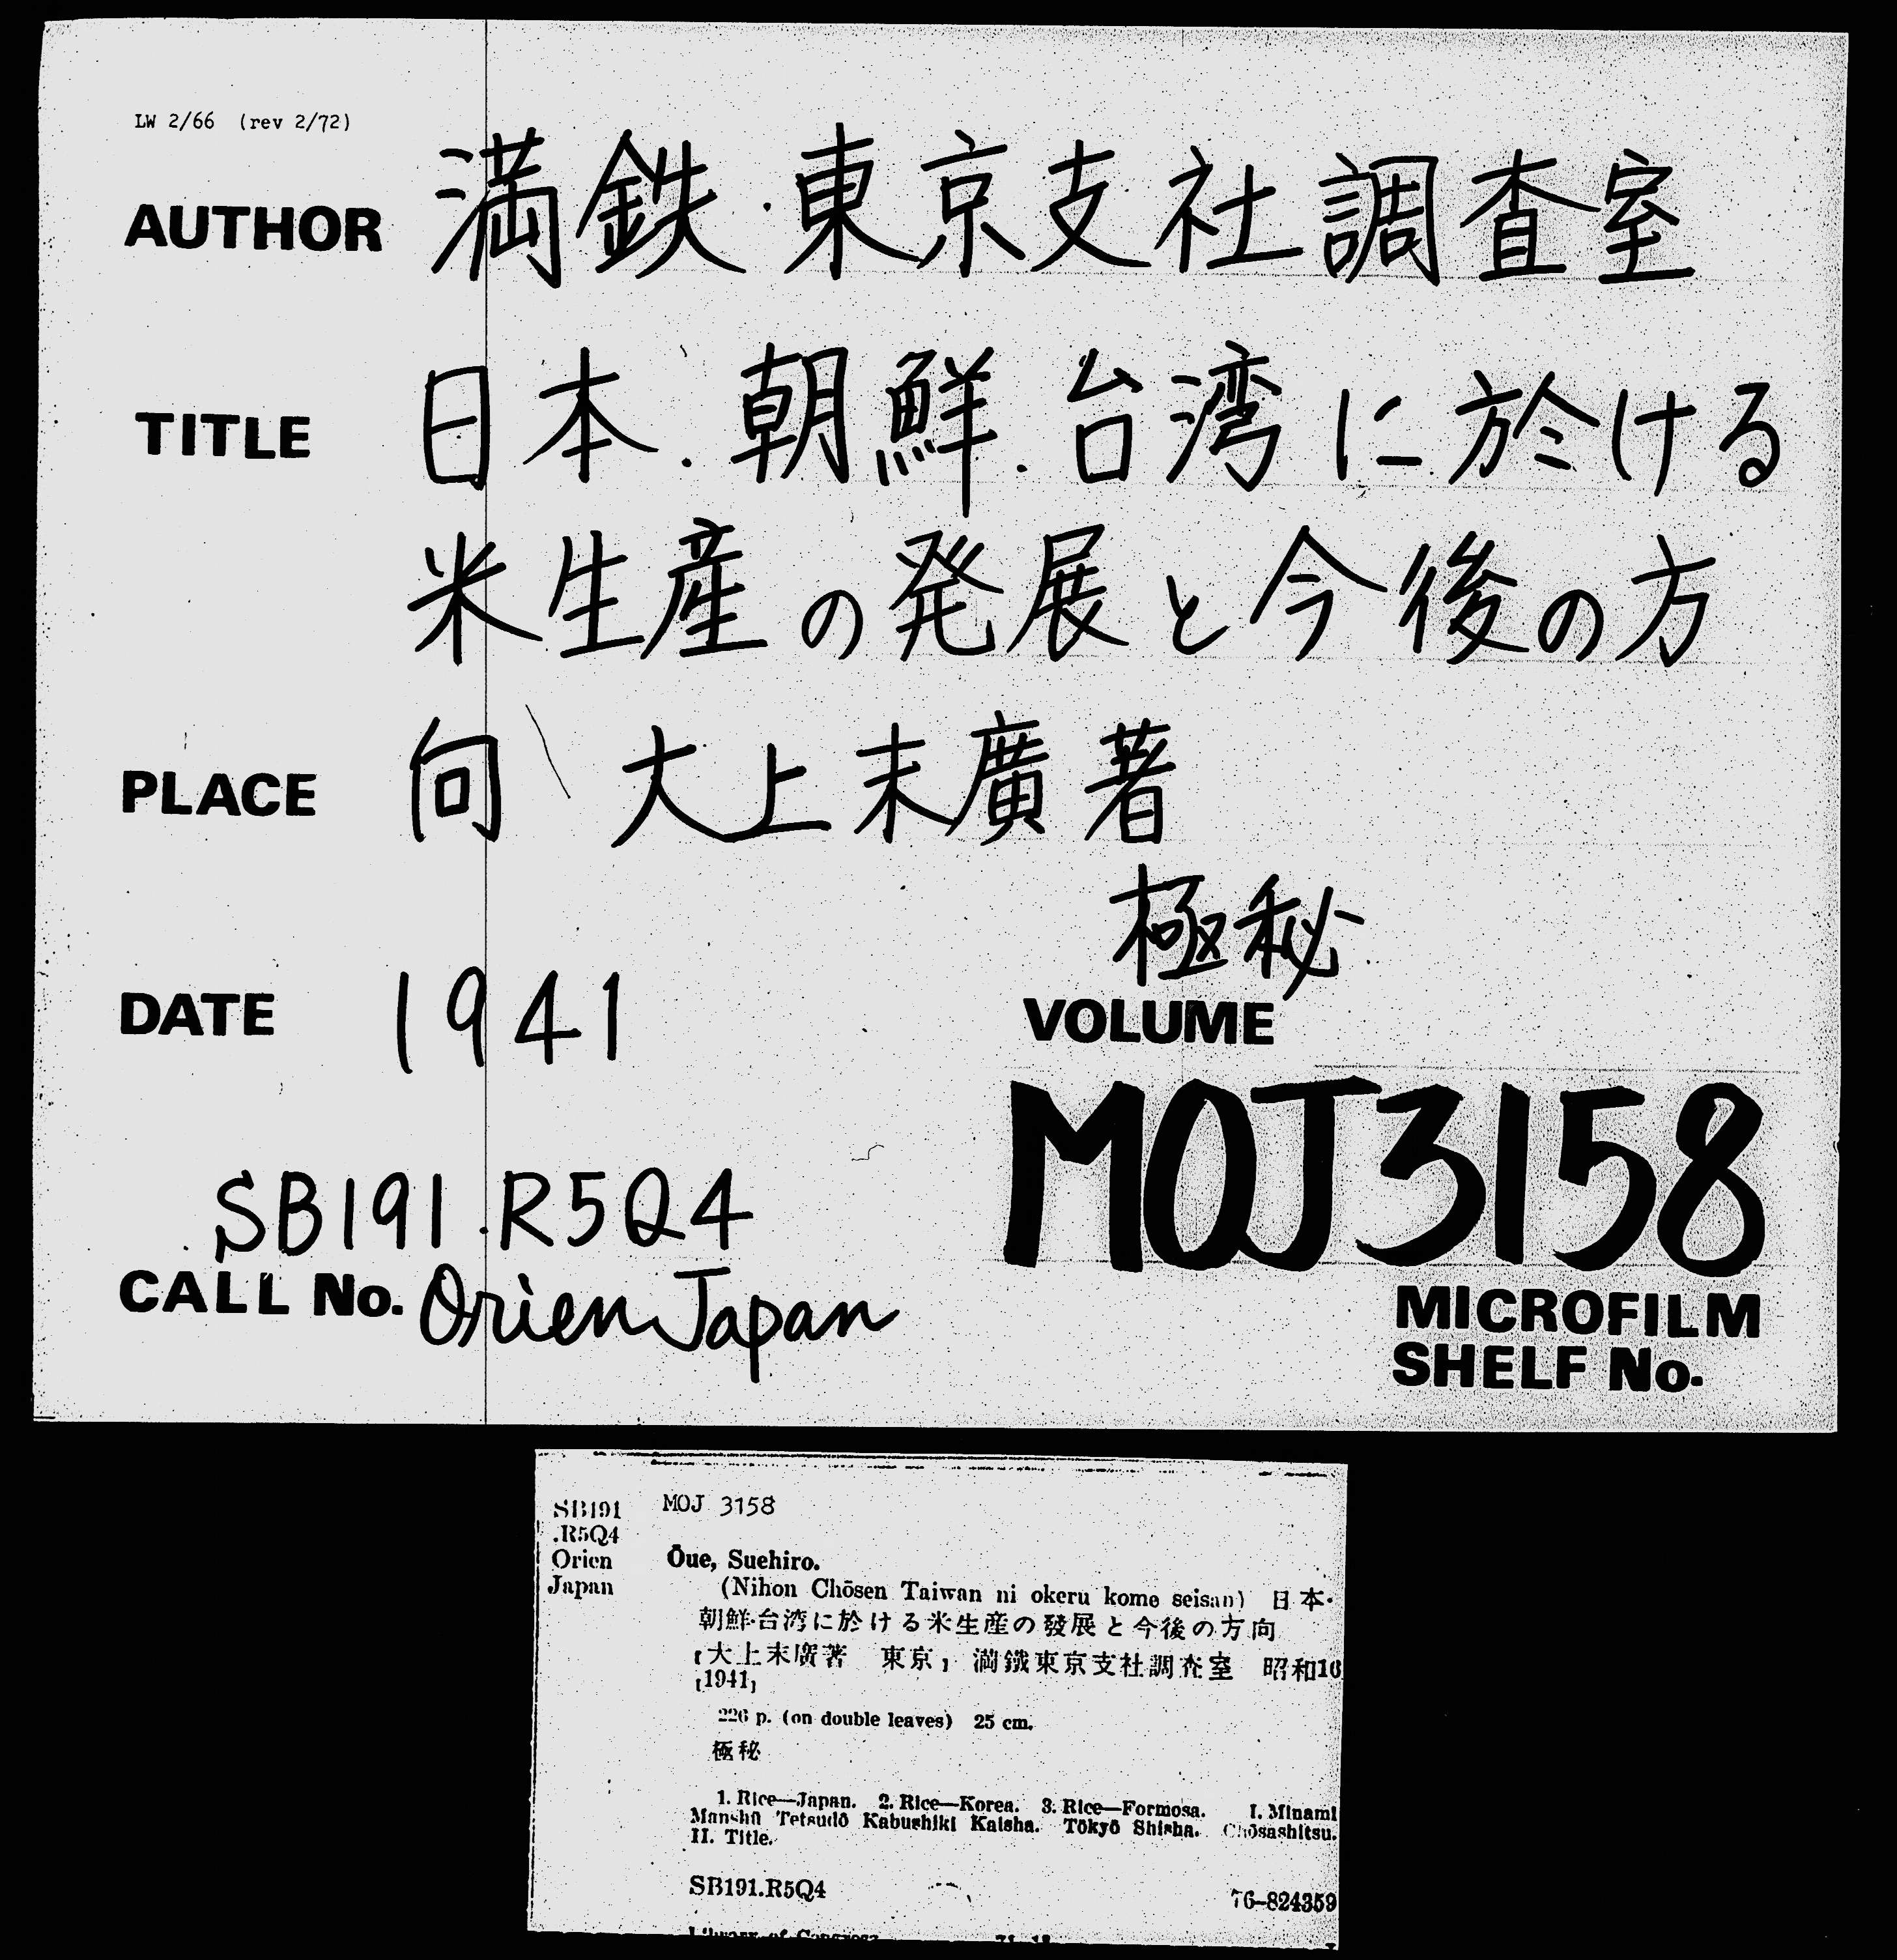 LW 2/66 (rev 2/72)
AUTHOR 満鉄・東京支社調査室
TITLE 日本・朝鮮・台湾に於ける
米生産の発展と今後の方
PLACE 向 大上末廣著
極秘
DATE 1941 VOLUME
MOJ3158
SB191.R5Q4
CALL No. Orien Japan
MICROFILM
SHELF No.
SB191 MOJ 3158
.R5Q4
Orien Ōue, Suehiro.
Japan (Nihon Chōsen Taiwan ni okeru kome seisan) 日本・
朝鮮·台湾に於ける米生産の發展と今後の方向
[大上末廣著 東京] 満鐵東京支社調査室 昭和16
[1941]
226 p. (on double leaves) 25 cm.
極秘
1. Rice—Japan. 2. Rice—Korea. 3. Rice—Formosa. I. Minami
Manshū Tetsudō Kabushiki Kaisha. Tōkyō Shisha. Chōsashitsu.
II. Title.
SB191.R5Q4 76-824359
Library of Congress